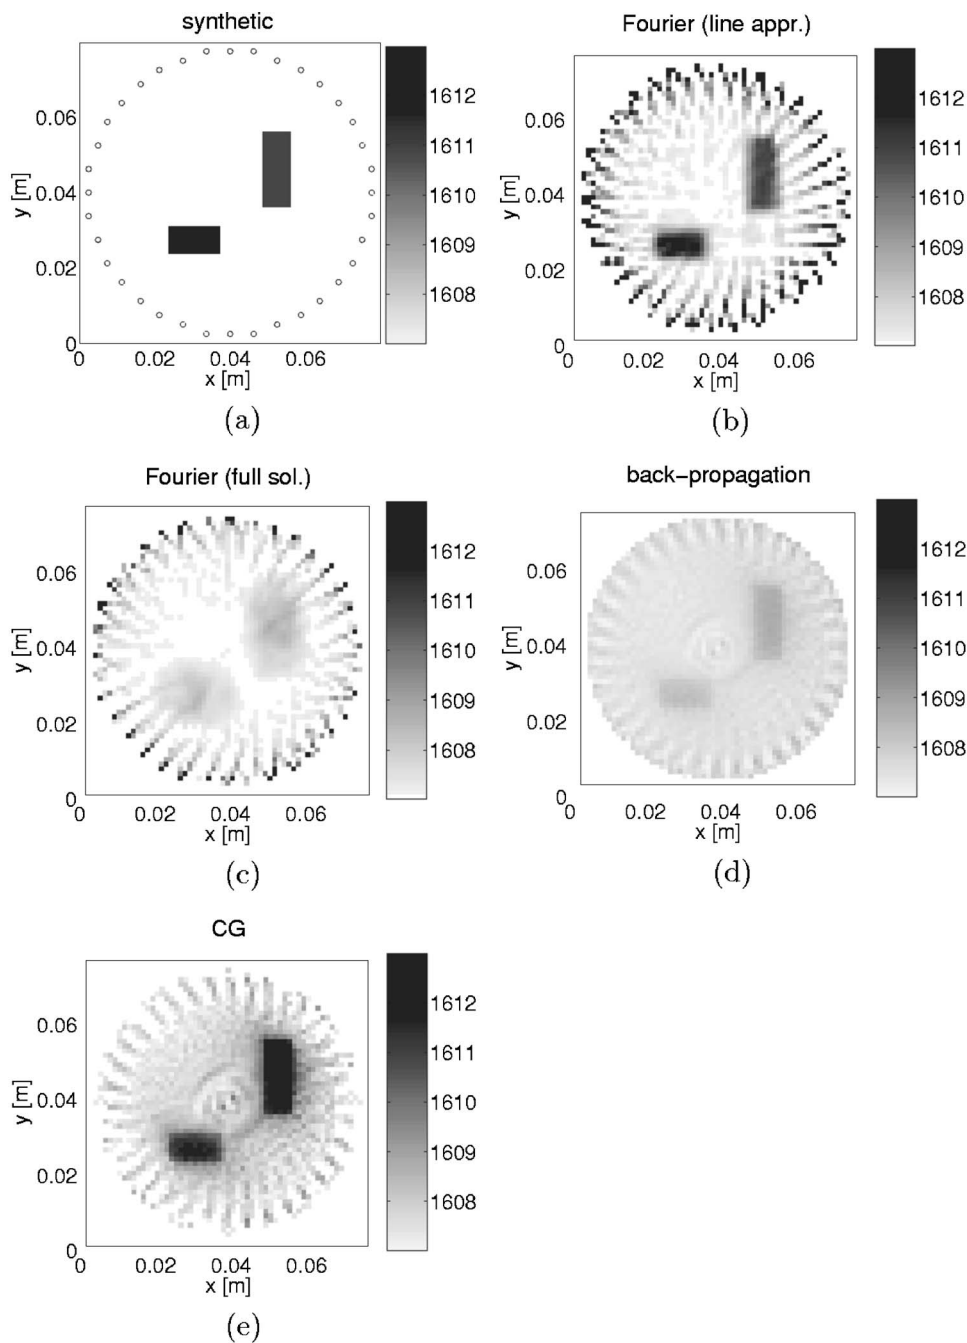 synthetic
y [m]
0.06
0.04
0.02
0
0 0.02 0.04 0.06
x [m]
1612
1611
1610
1609
1608
(a)
Fourier (line appr.)
y [m]
0.06
0.04
0.02
0
0 0.02 0.04 0.06
x [m]
1612
1611
1610
1609
1608
(b)
Fourier (full sol.)
y [m]
0.06
0.04
0.02
0
0 0.02 0.04 0.06
x [m]
1612
1611
1610
1609
1608
(c)
back-propagation
y [m]
0.06
0.04
0.02
0
0 0.02 0.04 0.06
x [m]
1612
1611
1610
1609
1608
(d)
CG
y [m]
0.06
0.04
0.02
0
0 0.02 0.04 0.06
x [m]
1612
1611
1610
1609
1608
(e)